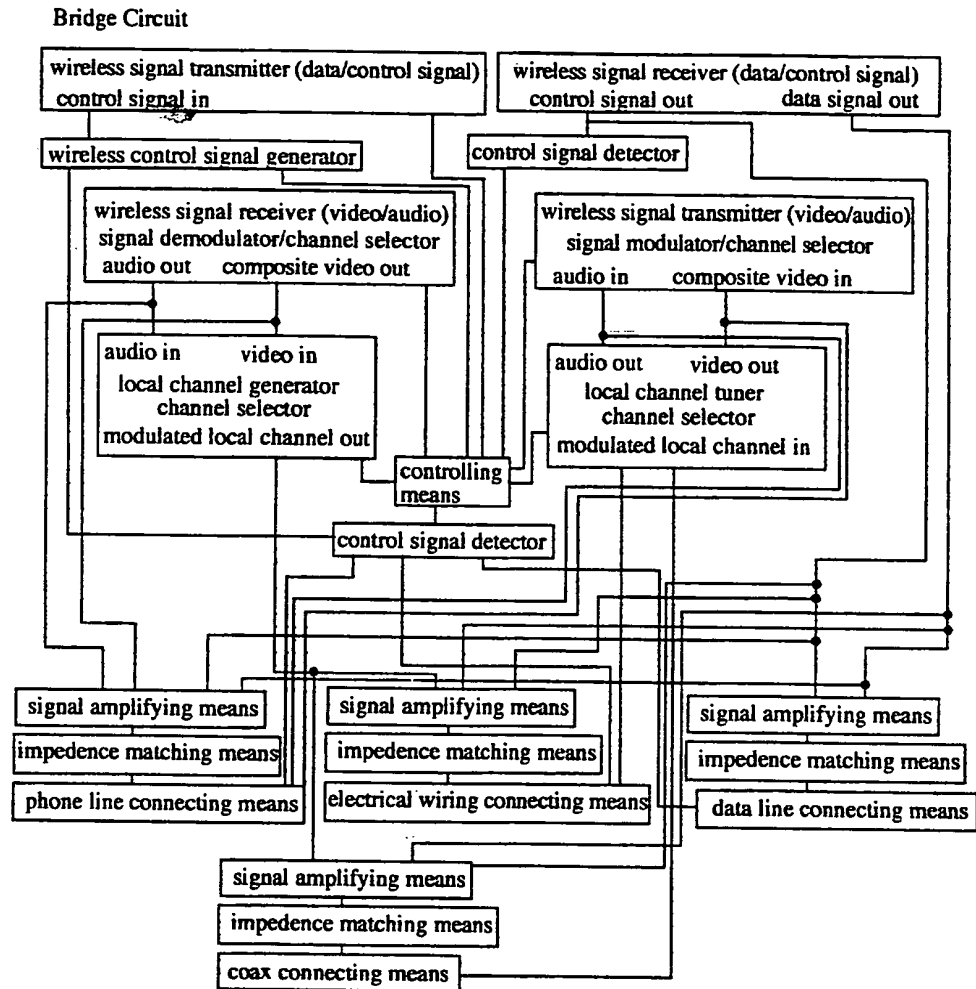 Bridge Circuit
wireless signal transmitter (data/control signal)
control signal in
wireless signal receiver (data/control signal)
control signal out data signal out
wireless control signal generator
control signal detector
wireless signal receiver (video/audio)
signal demodulator/channel selector
audio out composite video out
wireless signal transmitter (video/audio)
signal modulator/channel selector
audio in composite video in
audio in video in
local channel generator
channel selector
modulated local channel out
audio out video out
local channel tuner
channel selector
modulated local channel in
controlling
means
control signal detector
signal amplifying means
impedence matching means
phone line connecting means
signal amplifying means
impedence matching means
electrical wiring connecting means
signal amplifying means
impedence matching means
data line connecting means
signal amplifying means
impedence matching means
coax connecting means